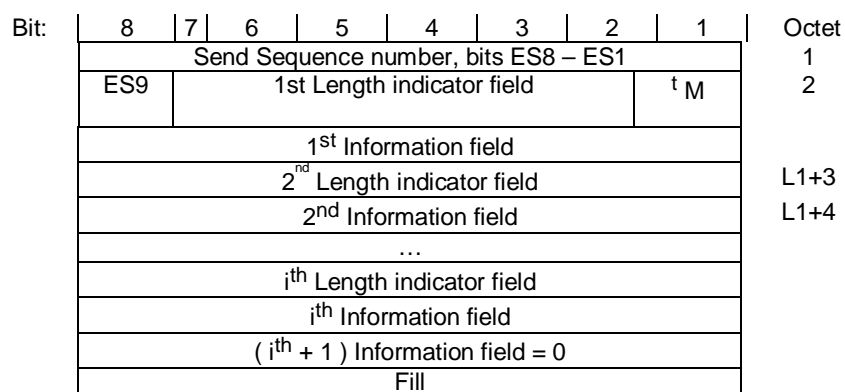 Bit: 8 7 6 5 4 3 2 1 Octet
Send Sequence number, bits ES8 – ES1 1
ES9 1st Length indicator field t M 2
1st Information field
2nd Length indicator field L1+3
2nd Information field L1+4
…
ith Length indicator field
ith Information field
( ith + 1 ) Information field = 0
Fill